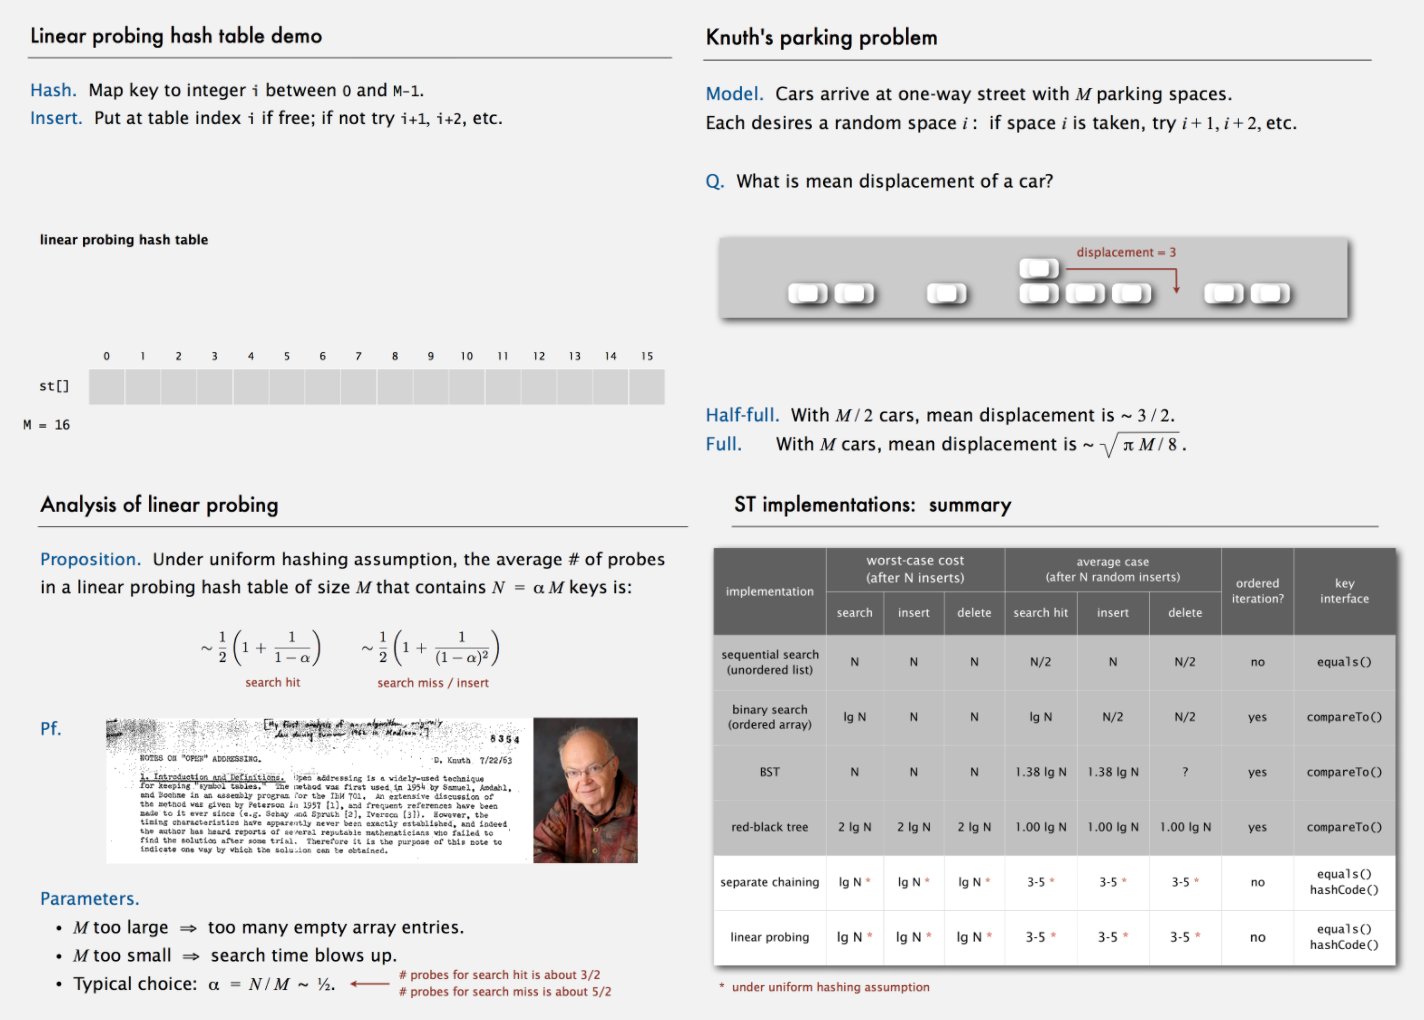 Linear probing hash table demo
Hash. Map key to integer i between 0 and M-1.
Insert. Put at table index i if free; if not try i+1, i+2, etc.
linear probing hash table
0 1 2 3 4 5 6 7 8 9 10 11 12 13 14 15
st[]
M = 16
Knuth's parking problem
Model. Cars arrive at one-way street with M parking spaces.
Each desires a random space i : if space i is taken, try i + 1, i + 2, etc.
Q. What is mean displacement of a car?
displacement = 3
Half-full. With M / 2 cars, mean displacement is ~ 3 / 2.
Full. With M cars, mean displacement is ~ √ π M / 8 .
Analysis of linear probing
Proposition. Under uniform hashing assumption, the average # of probes
in a linear probing hash table of size M that contains N = α M keys is:
~ 1/2 ( 1 + 1/(1 − α) ) ~ 1/2 ( 1 + 1/(1 − α)² )
search hit search miss / insert
Pf.
[My first analysis of an algorithm, originally
done during summer 1962 in Madison]
8354
NOTES ON "OPEN" ADDRESSING. D. Knuth 7/22/63
1. Introduction and Definitions. Open addressing is a widely-used technique
for keeping "symbol tables." The method was first used in 1954 by Samuel, Amdahl,
and Boehme in an assembly program for the IBM 701. An extensive discussion of
the method was given by Peterson in 1957 [1], and frequent references have been
made to it ever since (e.g. Schay and Spruth [2], Iverson [3]). However, the
timing characteristics have apparently never been exactly established, and indeed
the author has heard reports of several reputable mathematicians who failed to
find the solution after some trial. Therefore it is the purpose of this note to
indicate one way by which the solution can be obtained.
Parameters.
• M too large ⇒ too many empty array entries.
• M too small ⇒ search time blows up.
• Typical choice: α = N / M ~ ½.
# probes for search hit is about 3/2
# probes for search miss is about 5/2
ST implementations: summary
implementation
worst-case cost
(after N inserts)
average case
(after N random inserts)
ordered
iteration?
key
interface
search insert delete search hit insert delete
sequential search
(unordered list)
N N N N/2 N N/2 no equals()
binary search
(ordered array)
lg N N N lg N N/2 N/2 yes compareTo()
BST N N N 1.38 lg N 1.38 lg N ? yes compareTo()
red-black tree 2 lg N 2 lg N 2 lg N 1.00 lg N 1.00 lg N 1.00 lg N yes compareTo()
separate chaining lg N * lg N * lg N * 3-5 * 3-5 * 3-5 * no
equals()
hashCode()
linear probing lg N * lg N * lg N * 3-5 * 3-5 * 3-5 * no
equals()
hashCode()
* under uniform hashing assumption